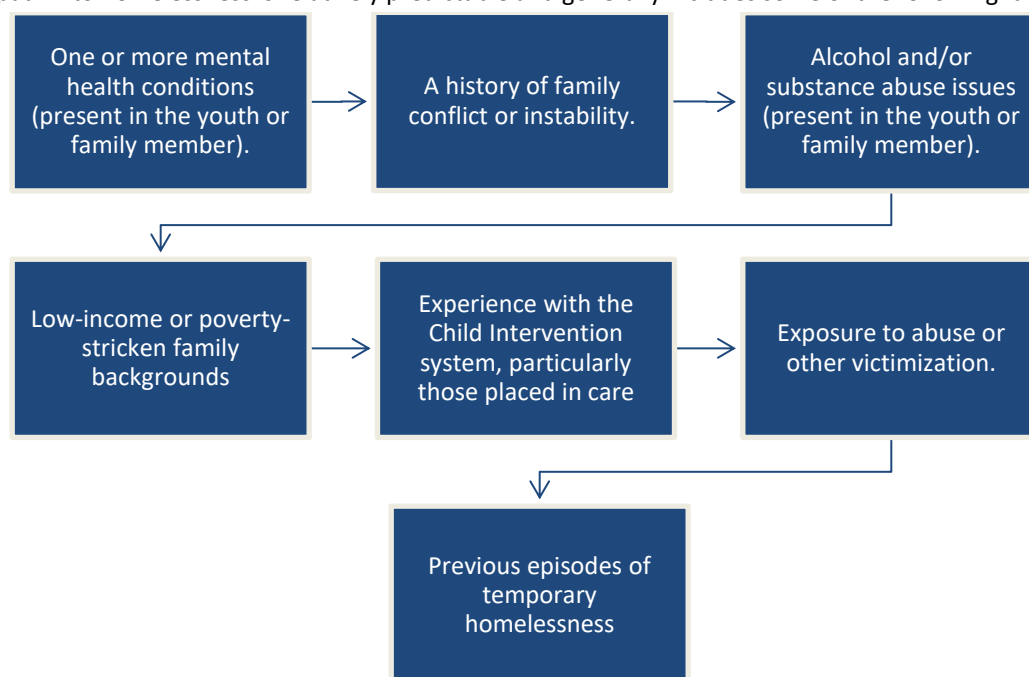 One or more mental
health conditions
(present in the youth or
family member).
A history of family
conflict or instability.
Alcohol and/or
substance abuse issues
(present in the youth or
family member).
Low-income or poverty-
stricken family
backgrounds
Experience with the
Child Intervention
system, particularly
those placed in care
Exposure to abuse or
other victimization.
Previous episodes of
temporary
homelessness